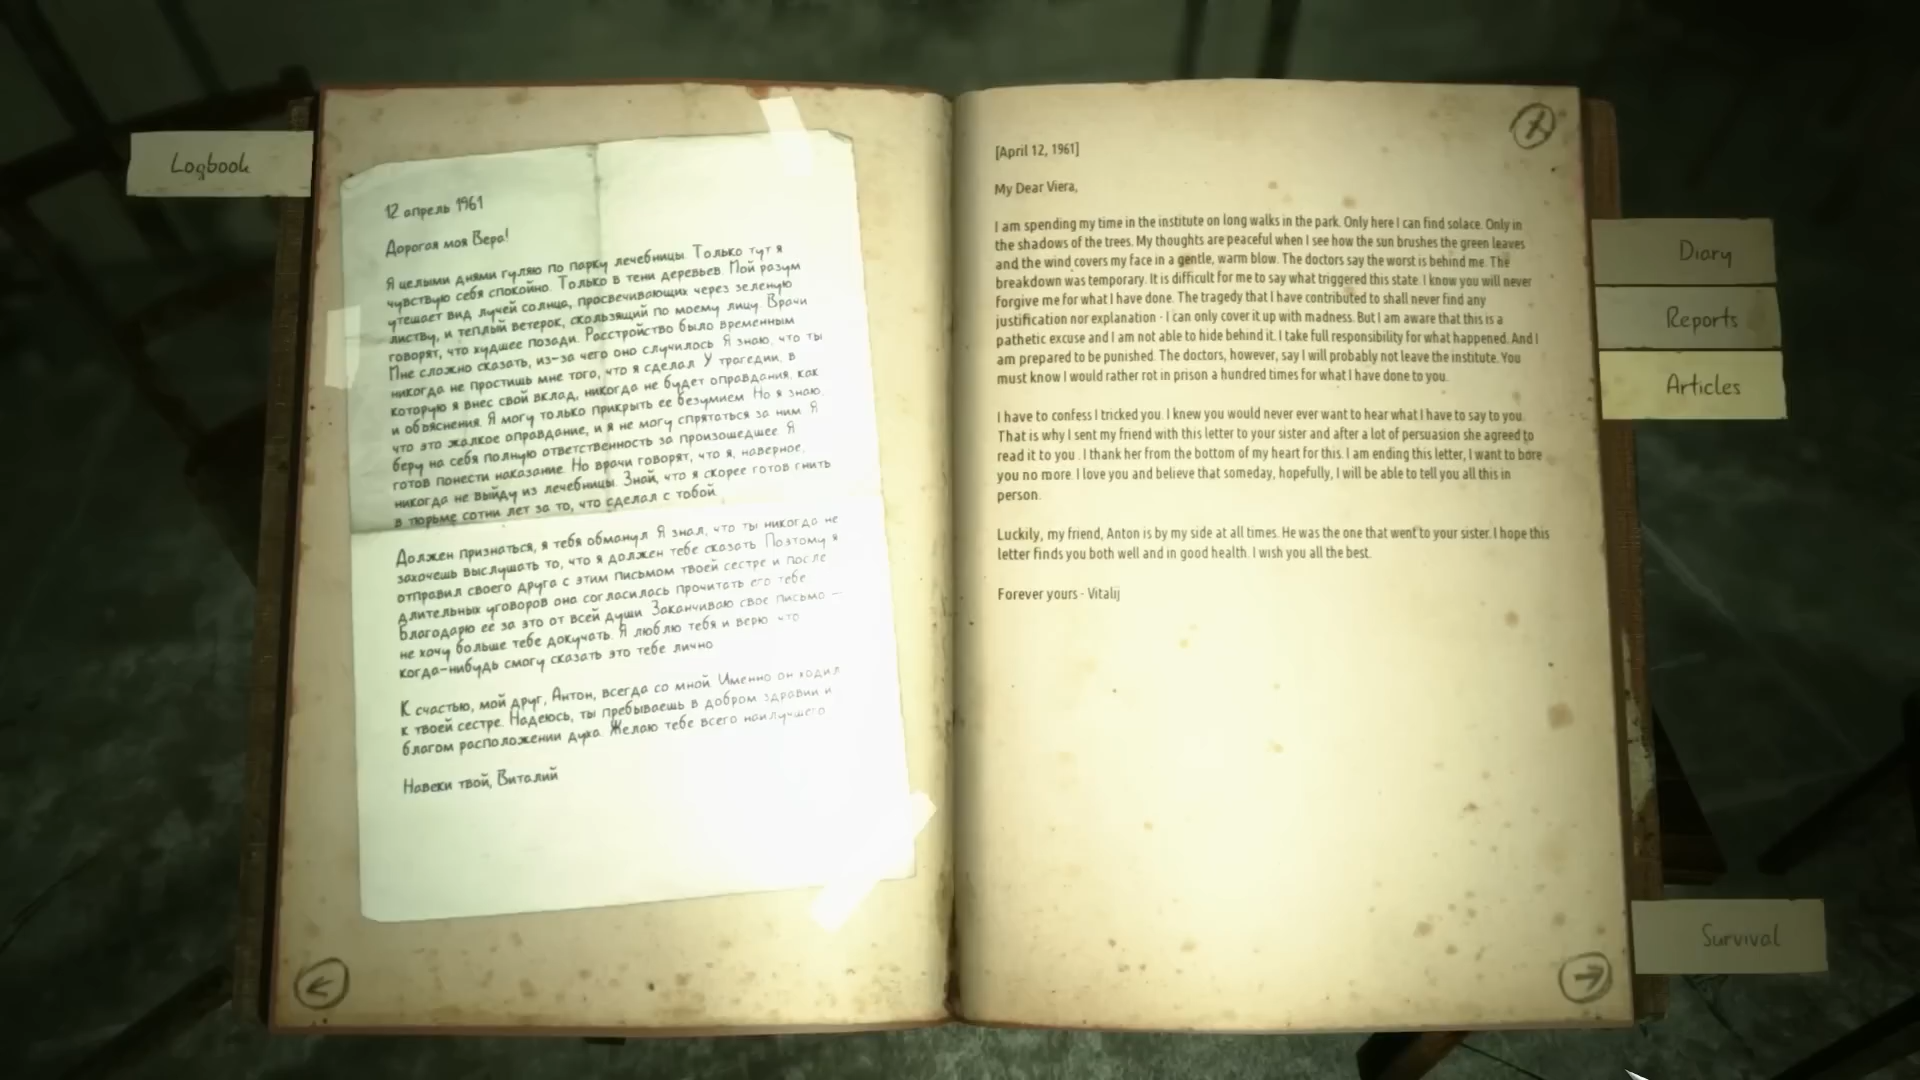 Logbook
12 апрель 1961
Дорогая моя Вера!
Я целыми днями гуляю по парку лечебницы. Только тут я
чувствую себя спокойно. Только в тени деревьев. Мой разум
утешает вид лучей солнца, просвечивающих через зеленую
листву, и теплый ветерок, скользящий по моему лицу. Врачи
говорят, что худшее позади. Расстройство было временным
Мне сложно сказать, из-за чего оно случилось. Я знаю, что ты
никогда не простишь мне того, что я сделал. У трагедии, в
которую я внес свой вклад, никогда не будет оправдания, как
и объяснения. Я могу только прикрыть ее безумием. Но я знаю,
что это жалкое оправдание, и я не могу спрятаться за ним. Я
беру на себя полную ответственность за произошедшее. Я
готов понести наказание. Но врачи говорят, что я, наверное,
никогда не выйду из лечебницы. Знай, что я скорее готов гнить
в тюрьме сотни лет за то, что сделал с тобой.
Должен признаться, я тебя обманул. Я знал, что ты никогда не
захочешь выслушать то, что я должен тебе сказать. Поэтому я
отправил своего друга с этим письмом твоей сестре и после
длительных уговоров она согласилась прочитать его тебе
Благодарю ее за это от всей души. Заканчиваю свое письмо —
не хочу больше тебе докучать. Я люблю тебя и верю что
когда-нибудь смогу сказать это тебе лично
К счастью, мой друг, Антон, всегда со мной. Именно он ходил
к твоей сестре. Надеюсь, ты пребываешь в добром здравии и
благом расположении духа. Желаю тебе всего наилучшего
Навеки твой, Виталий
[April 12, 1961]
My Dear Viera,
I am spending my time in the institute on long walks in the park. Only here I can find solace. Only in
the shadows of the trees. My thoughts are peaceful when I see how the sun brushes the green leaves
and the wind covers my face in a gentle, warm blow. The doctors say the worst is behind me. The
breakdown was temporary. It is difficult for me to say what triggered this state. I know you will never
forgive me for what I have done. The tragedy that I have contributed to shall never find any
justification nor explanation - I can only cover it up with madness. But I am aware that this is a
pathetic excuse and I am not able to hide behind it. I take full responsibility for what happened. And I
am prepared to be punished. The doctors, however, say I will probably not leave the institute. You
must know I would rather rot in prison a hundred times for what I have done to you.
I have to confess I tricked you. I knew you would never ever want to hear what I have to say to you.
That is why I sent my friend with this letter to your sister and after a lot of persuasion she agreed to
read it to you . I thank her from the bottom of my heart for this. I am ending this letter, I want to bore
you no more. I love you and believe that someday, hopefully, I will be able to tell you all this in
person.
Luckily, my friend, Anton is by my side at all times. He was the one that went to your sister. I hope this
letter finds you both well and in good health. I wish you all the best.
Forever yours - Vitalij
Diary
Reports
Articles
Survival